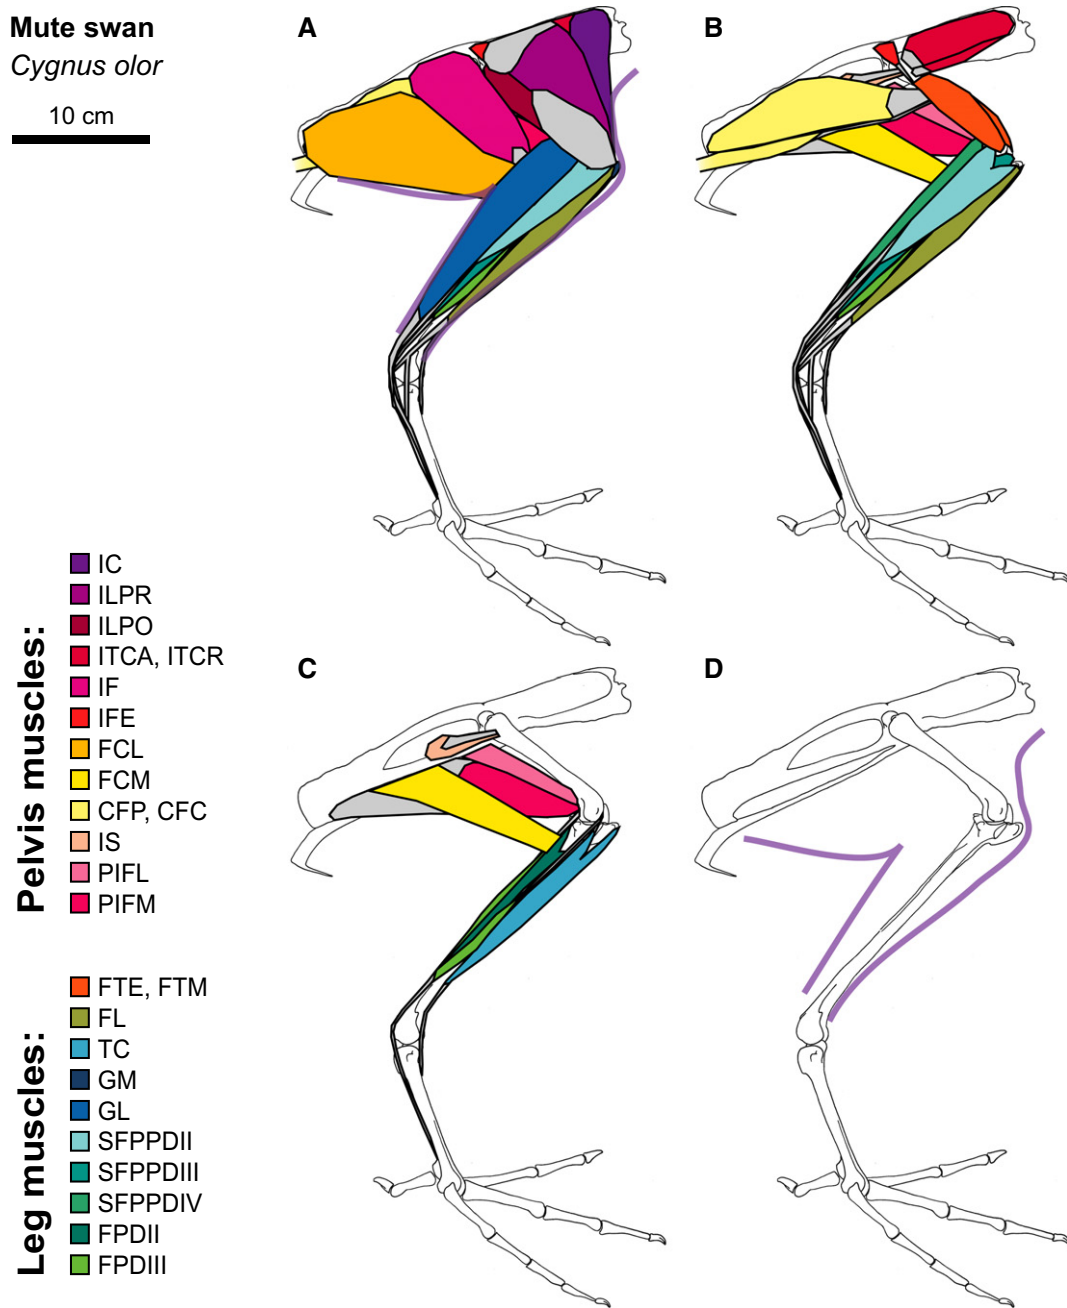 Mute swan
Cygnus olor
10 cm
A
B
C
D
Pelvis muscles:
IC
ILPR
ILPO
ITCA, ITCR
IF
IFE
FCL
FCM
CFP, CFC
IS
PIFL
PIFM
Leg muscles:
FTE, FTM
FL
TC
GM
GL
SFPPDII
SFPPDIII
SFPPDIV
FPDII
FPDIII